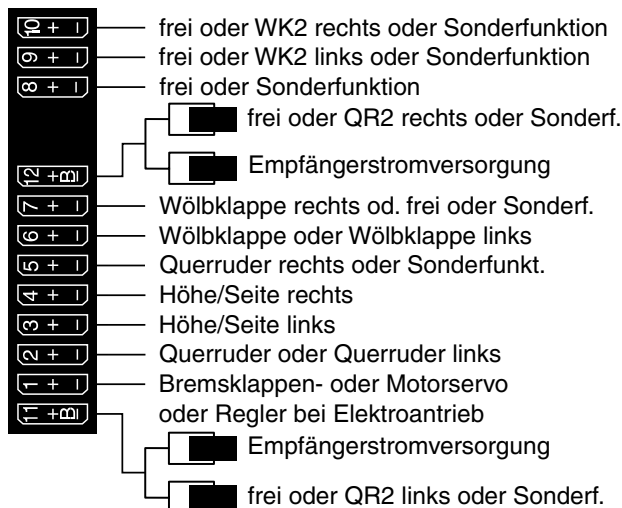 10 + – frei oder WK2 rechts oder Sonderfunktion
9 + – frei oder WK2 links oder Sonderfunktion
8 + – frei oder Sonderfunktion
frei oder QR2 rechts oder Sonderf.
12 +B– Empfängerstromversorgung
7 + – Wölbklappe rechts od. frei oder Sonderf.
6 + – Wölbklappe oder Wölbklappe links
5 + – Querruder rechts oder Sonderfunkt.
4 + – Höhe/Seite rechts
3 + – Höhe/Seite links
2 + – Querruder oder Querruder links
1 + – Bremsklappen- oder Motorservo
11 +B– oder Regler bei Elektroantrieb
Empfängerstromversorgung
frei oder QR2 links oder Sonderf.